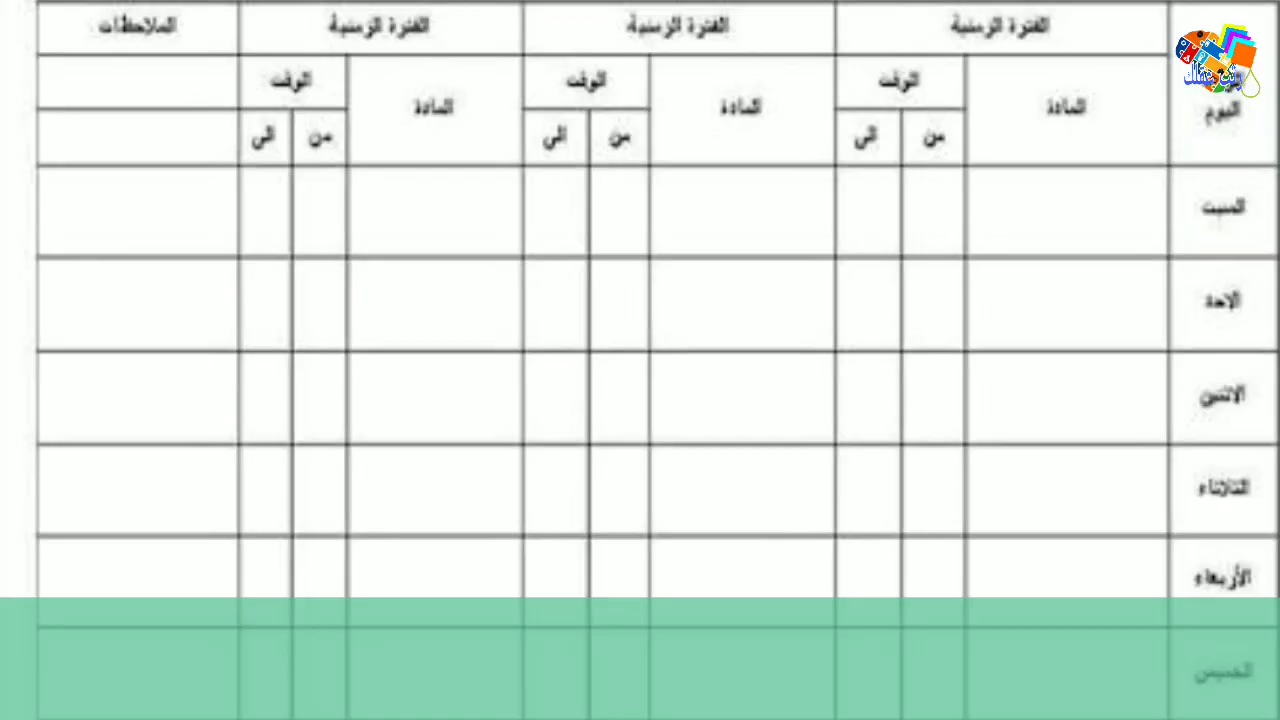 اليوم الفترة الزمنية الفترة الزمنية الفترة الزمنية الملاحظات
المادة الوقت المادة الوقت المادة الوقت
من الى من الى من الى
السبت
الاحد
الاثنين
الثلاثاء
الأربعاء
الخميس